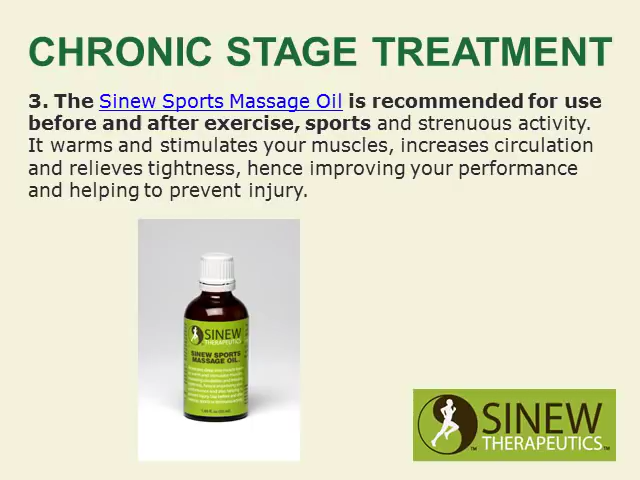 CHRONIC STAGE TREATMENT
3. The Sinew Sports Massage Oil is recommended for use
before and after exercise, sports and strenuous activity.
It warms and stimulates your muscles, increases circulation
and relieves tightness, hence improving your performance
and helping to prevent injury.
SINEW
THERAPEUTICS
SINEW SPORTS
MASSAGE OIL
SINEW
THERAPEUTICS